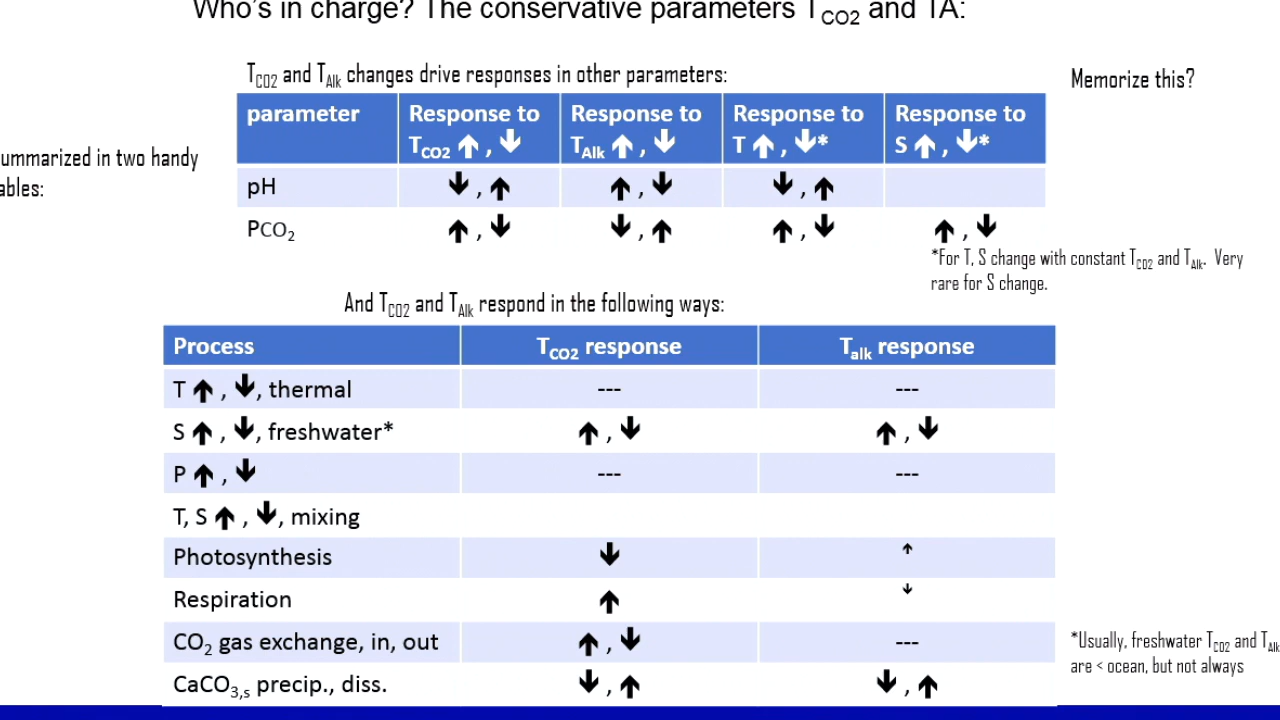 Who's in charge? The conservative parameters TCO2 and TA:
TCO2 and TAlk changes drive responses in other parameters:
Memorize this?
ummarized in two handy
ables:
parameter Response to TCO2 ↑, ↓ Response to TAlk ↑, ↓ Response to T ↑, ↓* Response to S ↑, ↓*
pH ↓, ↑ ↑, ↓ ↓, ↑
PCO2 ↑, ↓ ↓, ↑ ↑, ↓ ↑, ↓
*For T, S change with constant TCO2 and TAlk. Very
rare for S change.
And TCO2 and TAlk respond in the following ways:
Process TCO2 response Talk response
T ↑, ↓, thermal --- ---
S ↑, ↓, freshwater* ↑, ↓ ↑, ↓
P ↑, ↓ --- ---
T, S ↑, ↓, mixing
Photosynthesis ↓ ↑
Respiration ↑ ↓
CO2 gas exchange, in, out ↑, ↓ ---
CaCO3,s precip., diss. ↓, ↑ ↓, ↑
*Usually, freshwater TCO2 and TAlk
are < ocean, but not always